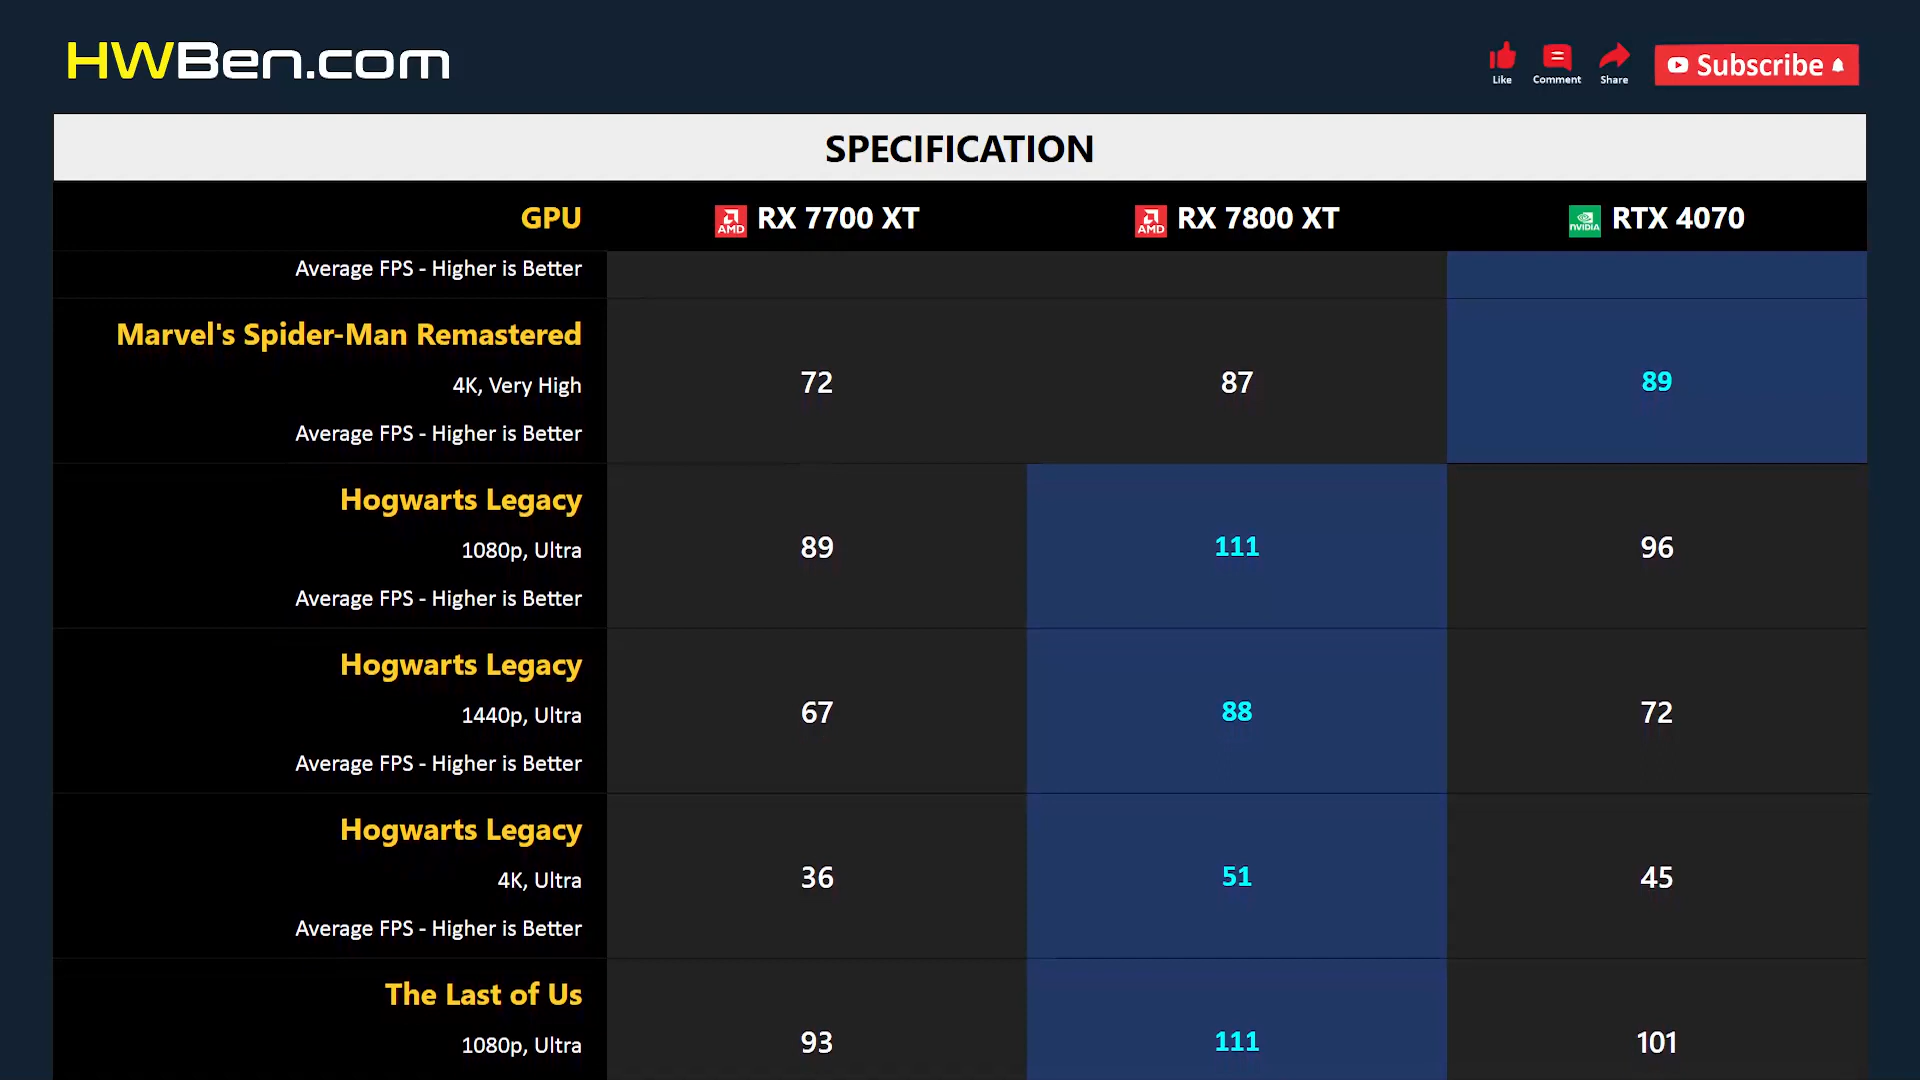 HWBen.com
Like
Comment
Share
Subscribe
SPECIFICATION
GPU
AMD RX 7700 XT
AMD RX 7800 XT
NVIDIA RTX 4070
Average FPS - Higher is Better
Marvel's Spider-Man Remastered
4K, Very High
Average FPS - Higher is Better
72
87
89
Hogwarts Legacy
1080p, Ultra
Average FPS - Higher is Better
89
111
96
Hogwarts Legacy
1440p, Ultra
Average FPS - Higher is Better
67
88
72
Hogwarts Legacy
4K, Ultra
Average FPS - Higher is Better
36
51
45
The Last of Us
1080p, Ultra
93
111
101